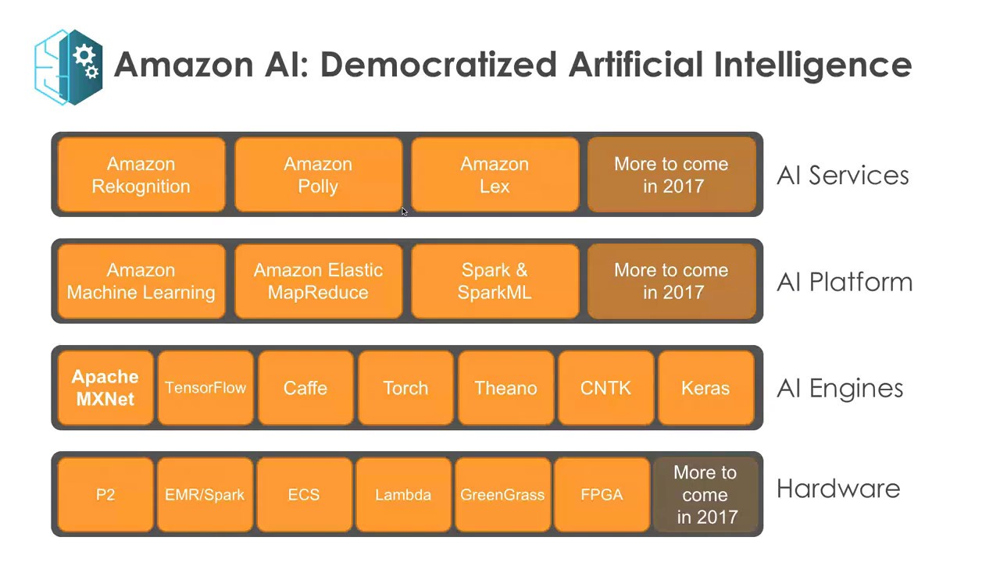 Amazon AI: Democratized Artificial Intelligence
Amazon
Rekognition
Amazon
Polly
Amazon
Lex
More to come
in 2017
AI Services
Amazon
Machine Learning
Amazon Elastic
MapReduce
Spark &
SparkML
More to come
in 2017
AI Platform
Apache
MXNet
TensorFlow
Caffe
Torch
Theano
CNTK
Keras
AI Engines
P2
EMR/Spark
ECS
Lambda
GreenGrass
FPGA
More to
come
in 2017
Hardware